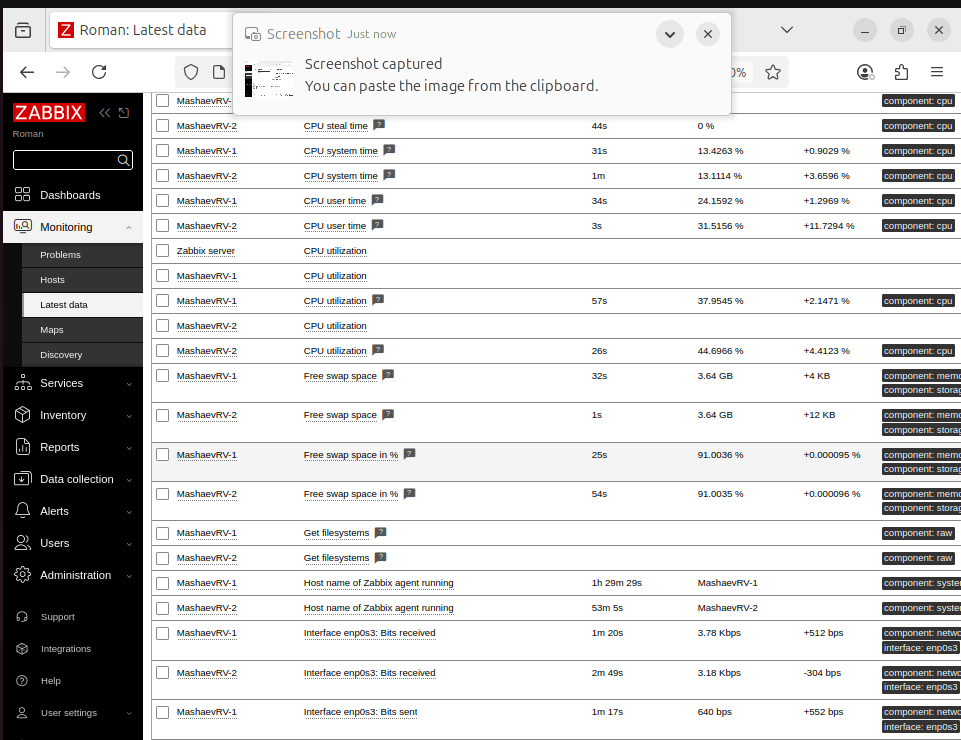 Roman: Latest data
Screenshot Just now
Screenshot captured
You can paste the image from the clipboard.
0%
ZABBIX
Roman
Dashboards
Monitoring
Problems
Hosts
Latest data
Maps
Discovery
Services
Inventory
Reports
Data collection
Alerts
Users
Administration
Support
Integrations
Help
User settings
MashaevRV- component: cpu
MashaevRV-2 CPU steal time ? 44s 0 % component: cpu
MashaevRV-1 CPU system time ? 31s 13.4263 % +0.9029 % component: cpu
MashaevRV-2 CPU system time ? 1m 13.1114 % +3.6596 % component: cpu
MashaevRV-1 CPU user time ? 34s 24.1592 % +1.2969 % component: cpu
MashaevRV-2 CPU user time ? 3s 31.5156 % +11.7294 % component: cpu
Zabbix server CPU utilization
MashaevRV-1 CPU utilization
MashaevRV-1 CPU utilization ? 57s 37.9545 % +2.1471 % component: cpu
MashaevRV-2 CPU utilization
MashaevRV-2 CPU utilization ? 26s 44.6966 % +4.4123 % component: cpu
MashaevRV-1 Free swap space ? 32s 3.64 GB +4 KB component: memo
component: storag
MashaevRV-2 Free swap space ? 1s 3.64 GB +12 KB component: memo
component: storag
MashaevRV-1 Free swap space in % ? 25s 91.0036 % +0.000095 % component: memo
component: storag
MashaevRV-2 Free swap space in % ? 54s 91.0035 % +0.000096 % component: memo
component: storag
MashaevRV-1 Get filesystems ? component: raw
MashaevRV-2 Get filesystems ? component: raw
MashaevRV-1 Host name of Zabbix agent running 1h 29m 29s MashaevRV-1 component: syste
MashaevRV-2 Host name of Zabbix agent running 53m 5s MashaevRV-2 component: syste
MashaevRV-1 Interface enp0s3: Bits received 1m 20s 3.78 Kbps +512 bps component: netwo
interface: enp0s3
MashaevRV-2 Interface enp0s3: Bits received 2m 49s 3.18 Kbps -304 bps component: netwo
interface: enp0s3
MashaevRV-1 Interface enp0s3: Bits sent 1m 17s 640 bps +552 bps component: netwo
interface: enp0s3